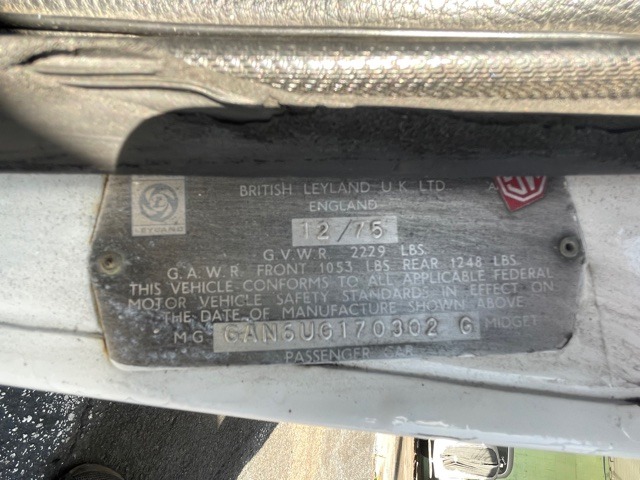 BRITISH LEYLAND U.K. LTD.
ENGLAND
LEYLAND
12/75
G.V.W.R 2229 LBS.
G.A.W.R. FRONT 1053 LBS REAR 1248 LBS.
THIS VEHICLE CONFORMS TO ALL APPLICABLE FEDERAL
MOTOR VEHICLE SAFETY STANDARDS IN EFFECT ON
THE DATE OF MANUFACTURE SHOWN ABOVE
MG GAN6UG170302 G MIDGET
PASSENGER CAR